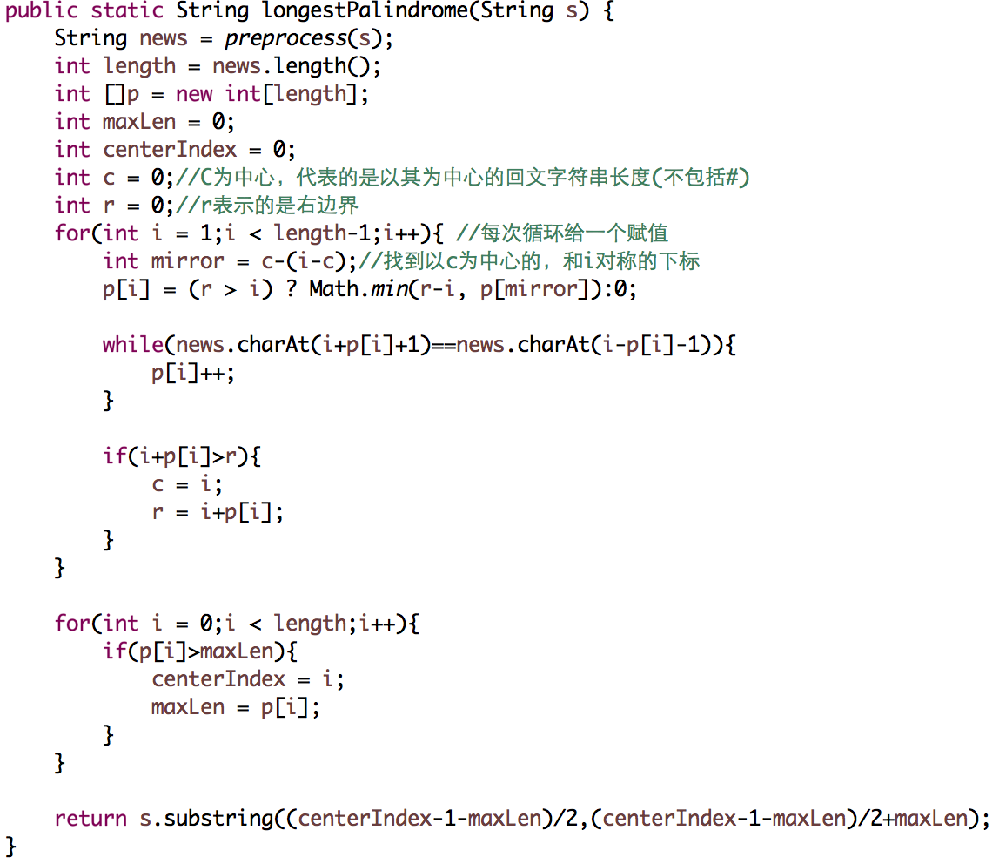 public static String longestPalindrome(String s) {
    String news = preprocess(s);
    int length = news.length();
    int []p = new int[length];
    int maxLen = 0;
    int centerIndex = 0;
    int c = 0;//C为中心，代表的是以其为中心的回文字符串长度(不包括#)
    int r = 0;//r表示的是右边界
    for(int i = 1;i < length-1;i++){ //每次循环给一个赋值
        int mirror = c-(i-c);//找到以c为中心的，和i对称的下标
        p[i] = (r > i) ? Math.min(r-i, p[mirror]):0;
        while(news.charAt(i+p[i]+1)==news.charAt(i-p[i]-1)){
            p[i]++;
        }
        if(i+p[i]>r){
            c = i;
            r = i+p[i];
        }
    }
    for(int i = 0;i < length;i++){
        if(p[i]>maxLen){
            centerIndex = i;
            maxLen = p[i];
        }
    }
    return s.substring((centerIndex-1-maxLen)/2,(centerIndex-1-maxLen)/2+maxLen);
}